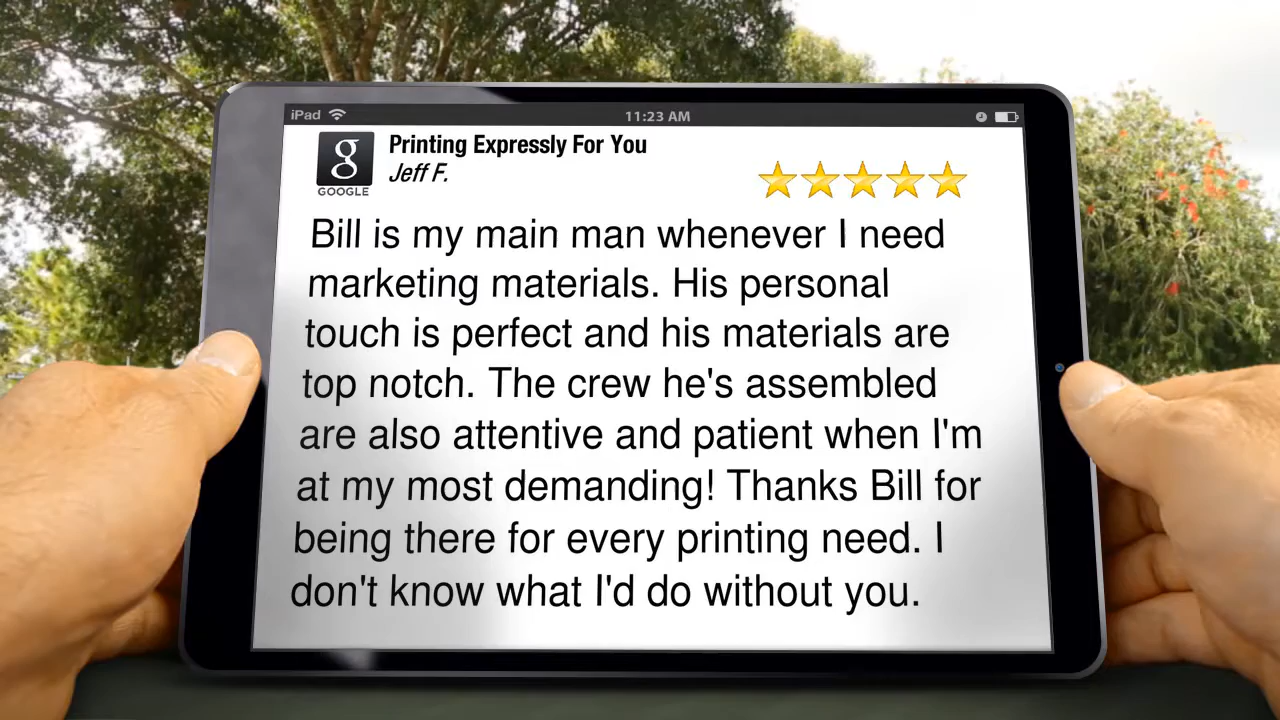 iPad 11:23 AM
g
GOOGLE
Printing Expressly For You
Jeff F.
Bill is my main man whenever I need
marketing materials. His personal
touch is perfect and his materials are
top notch. The crew he's assembled
are also attentive and patient when I'm
at my most demanding! Thanks Bill for
being there for every printing need. I
don't know what I'd do without you.